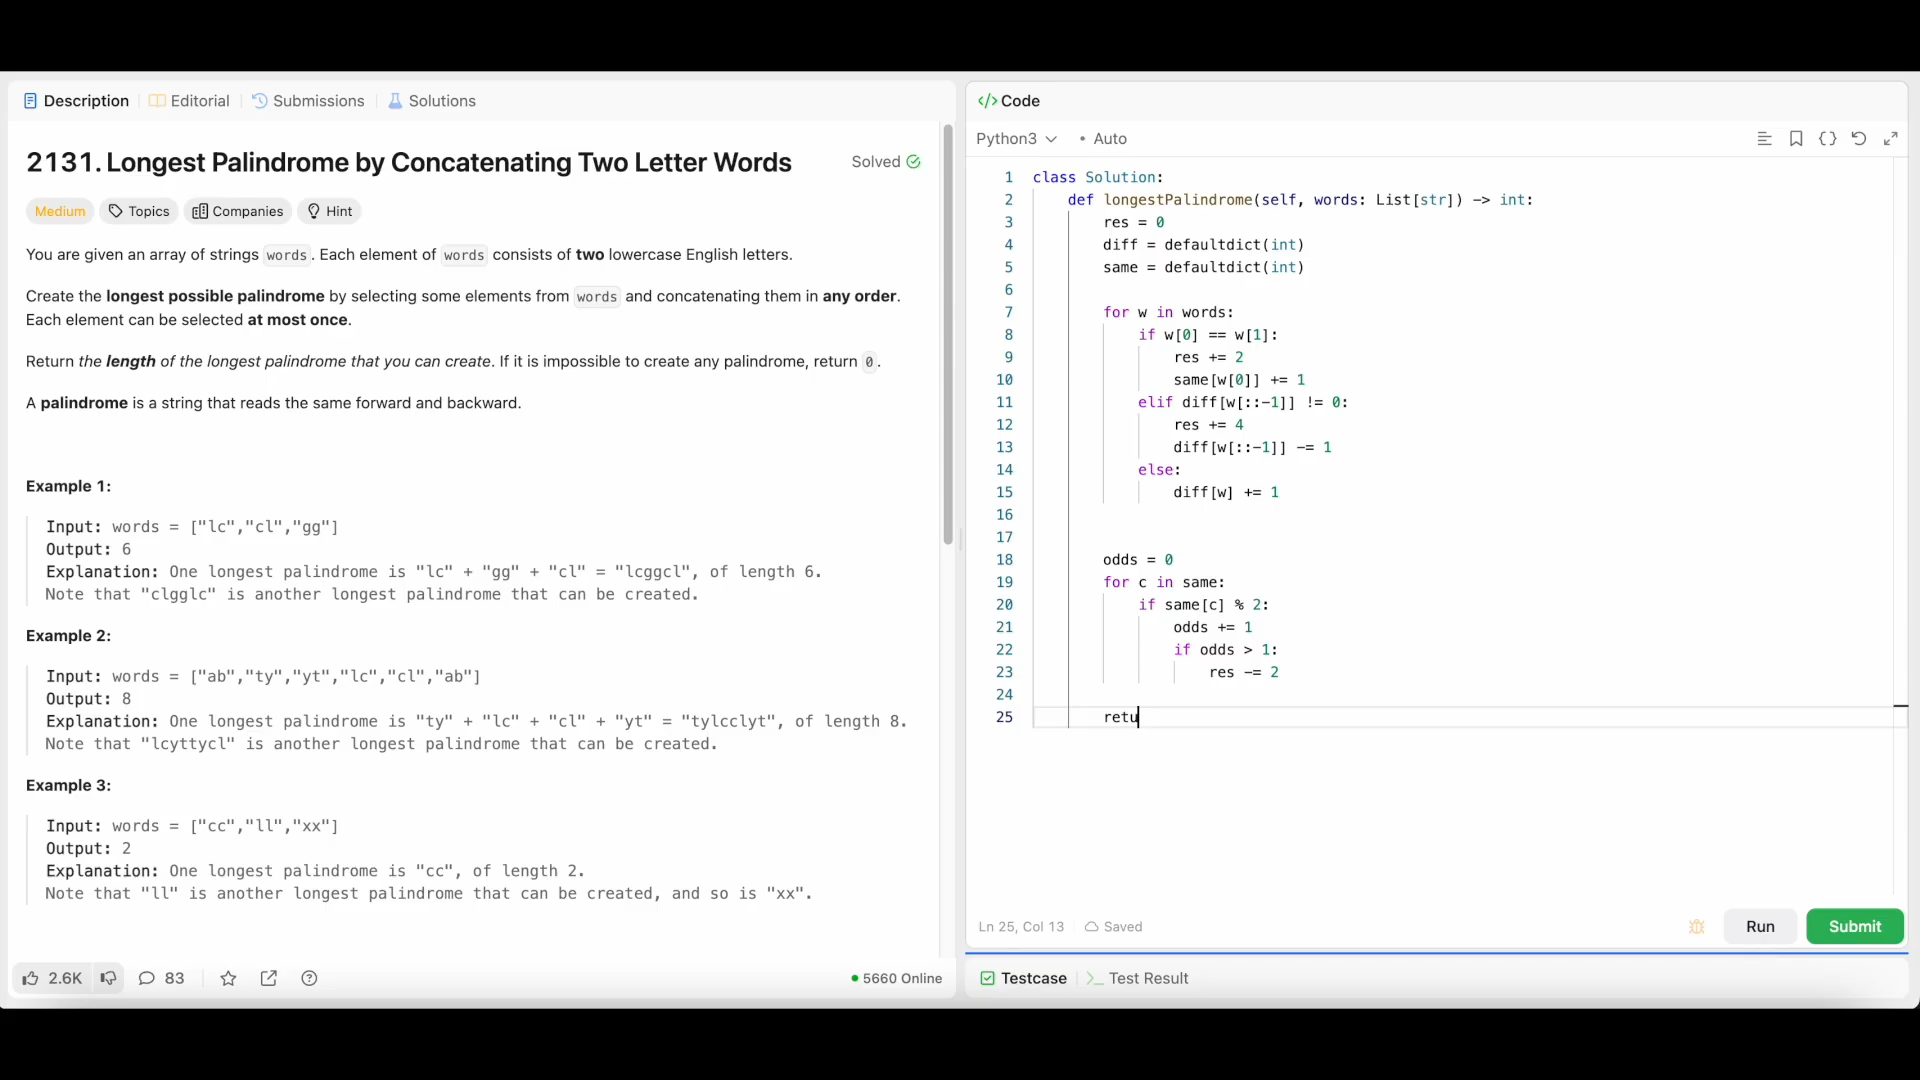 Description Editorial Submissions Solutions
2131. Longest Palindrome by Concatenating Two Letter Words Solved
Medium Topics Companies Hint
You are given an array of strings words. Each element of words consists of two lowercase English letters.
Create the longest possible palindrome by selecting some elements from words and concatenating them in any order.
Each element can be selected at most once.
Return the length of the longest palindrome that you can create. If it is impossible to create any palindrome, return 0.
A palindrome is a string that reads the same forward and backward.
Example 1:
Input: words = ["lc","cl","gg"]
Output: 6
Explanation: One longest palindrome is "lc" + "gg" + "cl" = "lcggcl", of length 6.
Note that "clgglc" is another longest palindrome that can be created.
Example 2:
Input: words = ["ab","ty","yt","lc","cl","ab"]
Output: 8
Explanation: One longest palindrome is "ty" + "lc" + "cl" + "yt" = "tylcclyt", of length 8.
Note that "lcyttycl" is another longest palindrome that can be created.
Example 3:
Input: words = ["cc","ll","xx"]
Output: 2
Explanation: One longest palindrome is "cc", of length 2.
Note that "ll" is another longest palindrome that can be created, and so is "xx".
2.6K 83 5660 Online
</> Code
Python3 • Auto
1 class Solution:
2 def longestPalindrome(self, words: List[str]) -> int:
3 res = 0
4 diff = defaultdict(int)
5 same = defaultdict(int)
6
7 for w in words:
8 if w[0] == w[1]:
9 res += 2
10 same[w[0]] += 1
11 elif diff[w[::-1]] != 0:
12 res += 4
13 diff[w[::-1]] -= 1
14 else:
15 diff[w] += 1
16
17
18 odds = 0
19 for c in same:
20 if same[c] % 2:
21 odds += 1
22 if odds > 1:
23 res -= 2
24
25 retu
Ln 25, Col 13 Saved Run Submit
Testcase >_ Test Result